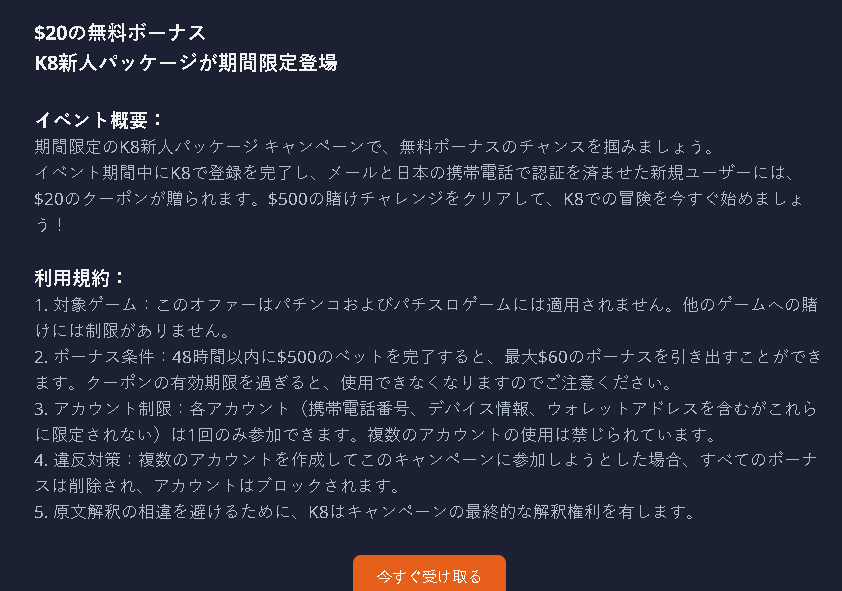 $20の無料ボーナス
K8新人パッケージが期間限定登場
イベント概要：
期間限定のK8新人パッケージ キャンペーンで、無料ボーナスのチャンスを掴みましょう。
イベント期間中にK8で登録を完了し、メールと日本の携帯電話で認証を済ませた新規ユーザーには、
$20のクーポンが贈られます。$500の賭けチャレンジをクリアして、K8での冒険を今すぐ始めましょ
う！
利用規約：
1. 対象ゲーム：このオファーはパチンコおよびパチスロゲームには適用されません。他のゲームへの賭
けには制限がありません。
2. ボーナス条件：48時間以内に$500のベットを完了すると、最大$60のボーナスを引き出すことができ
ます。クーポンの有効期限を過ぎると、使用できなくなりますのでご注意ください。
3. アカウント制限：各アカウント（携帯電話番号、デバイス情報、ウォレットアドレスを含むがこれら
に限定されない）は1回のみ参加できます。複数のアカウントの使用は禁じられています。
4. 違反対策：複数のアカウントを作成してこのキャンペーンに参加しようとした場合、すべてのボーナ
スは削除され、アカウントはブロックされます。
5. 原文解釈の相違を避けるために、K8はキャンペーンの最終的な解釈権利を有します。
今すぐ受け取る